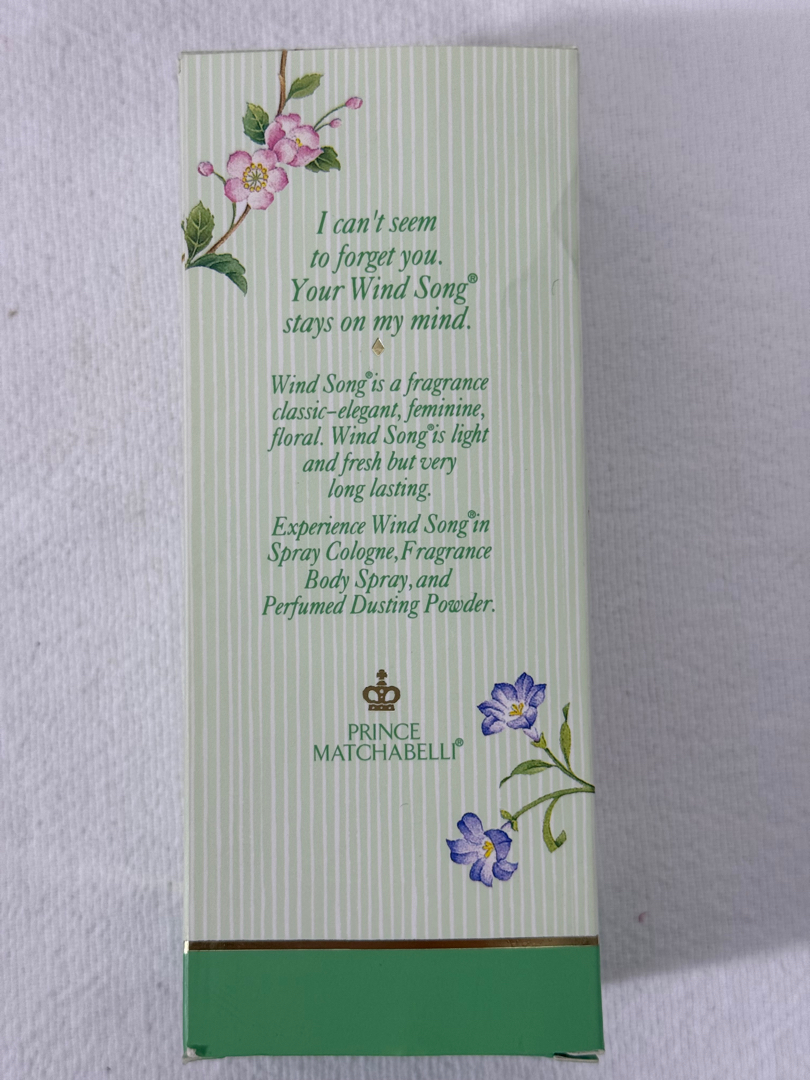 I can't seem
to forget you.
Your Wind Song®
stays on my mind.
Wind Song® is a fragrance
classic–elegant, feminine,
floral. Wind Song® is light
and fresh but very
long lasting.
Experience Wind Song® in
Spray Cologne, Fragrance
Body Spray, and
Perfumed Dusting Powder.
PRINCE
MATCHABELLI®